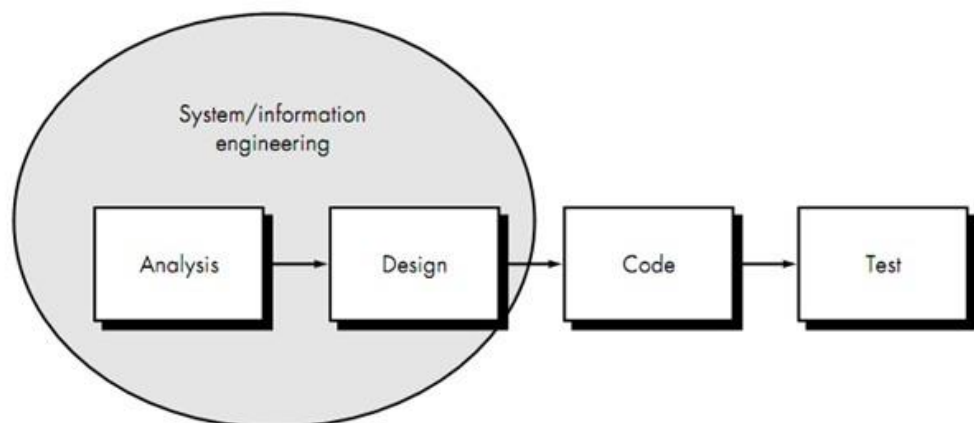 System/information
engineering
Analysis
Design
Code
Test